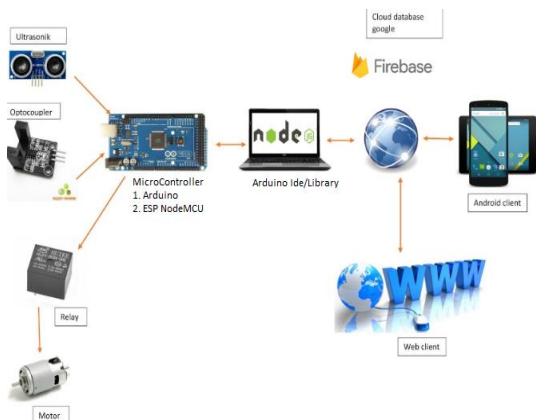 Ultrasonik
Optocoupler
MicroController
1. Arduino
2. ESP NodeMCU
Relay
Motor
node
JS
Arduino Ide/Library
Cloud database
google
Firebase
Android client
WWW
Web client